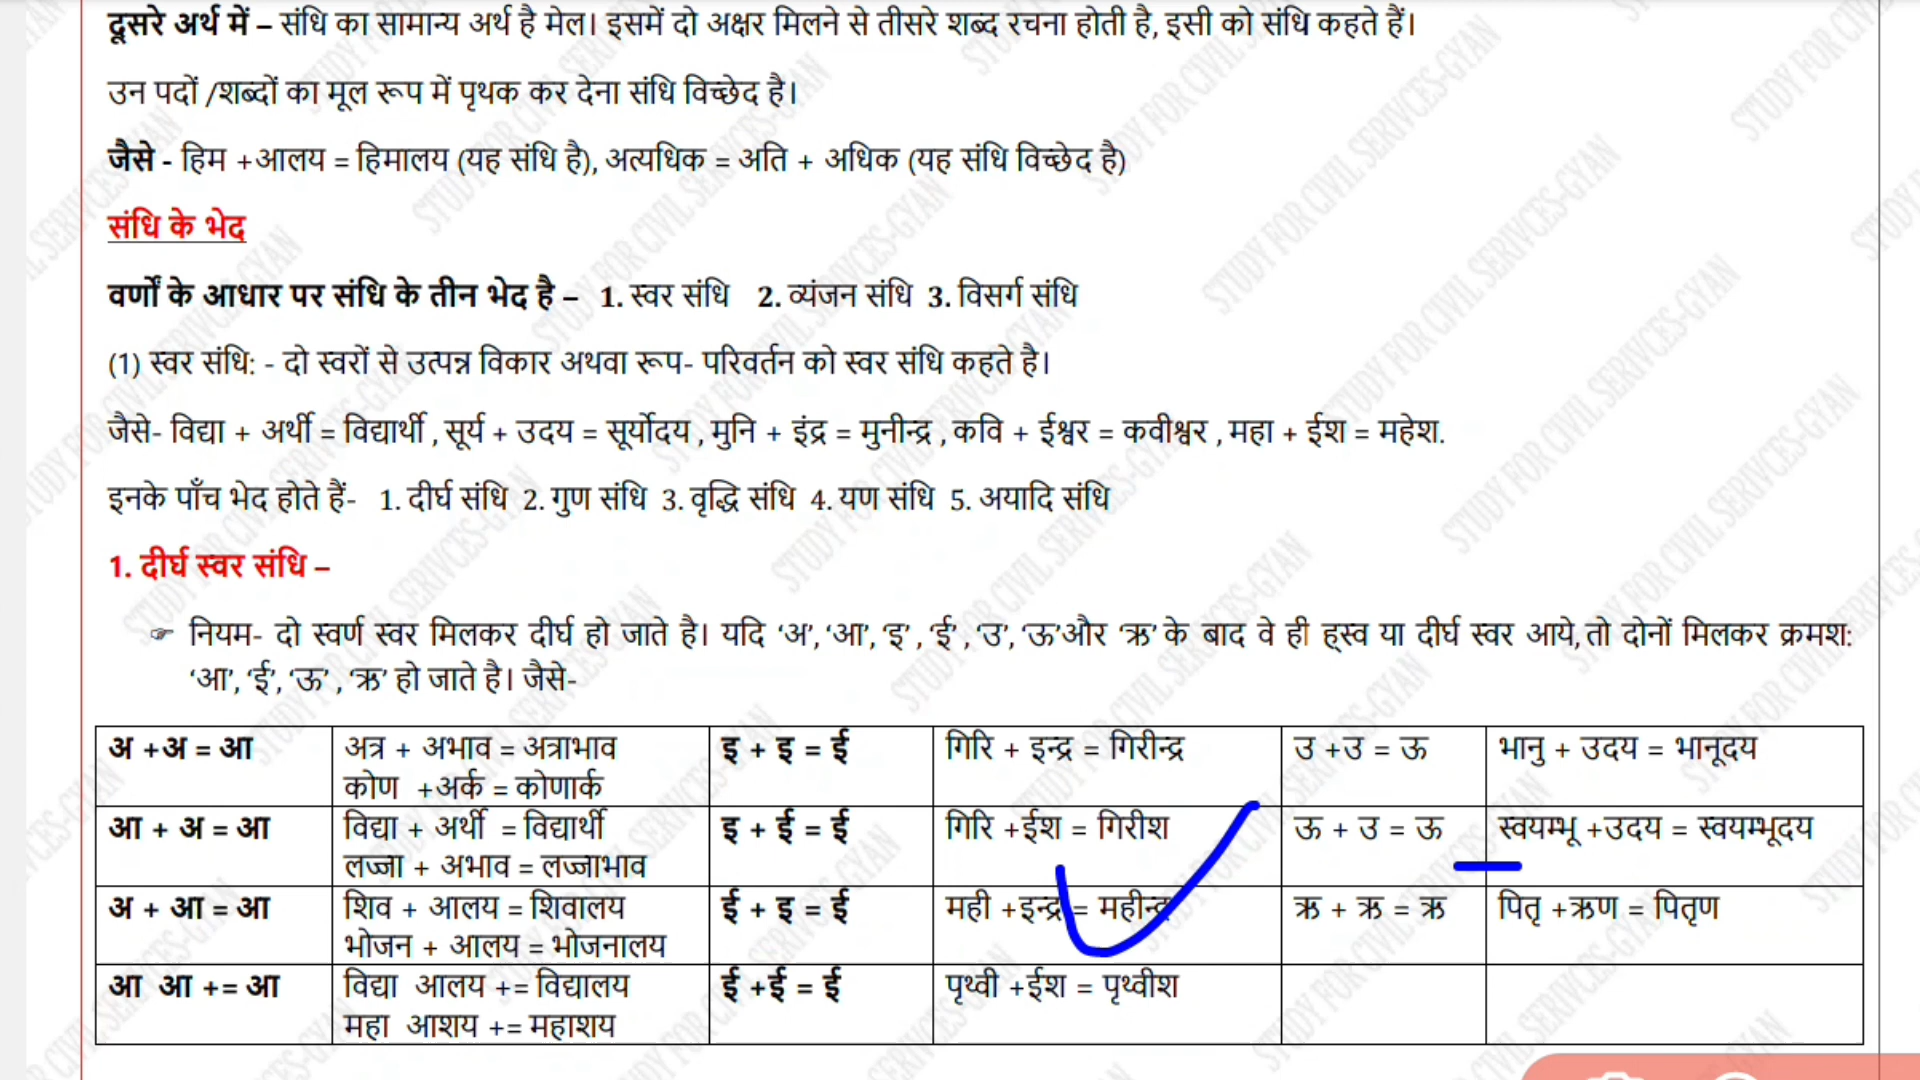 दूसरे अर्थ में – संधि का सामान्य अर्थ है मेल। इसमें दो अक्षर मिलने से तीसरे शब्द रचना होती है, इसी को संधि कहते हैं।
उन पदों /शब्दों का मूल रूप में पृथक कर देना संधि विच्छेद है।
जैसे - हिम +आलय = हिमालय (यह संधि है), अत्यधिक = अति + अधिक (यह संधि विच्छेद है)
संधि के भेद
वर्णों के आधार पर संधि के तीन भेद है – 1. स्वर संधि 2. व्यंजन संधि 3. विसर्ग संधि
(1) स्वर संधि: - दो स्वरों से उत्पन्न विकार अथवा रूप- परिवर्तन को स्वर संधि कहते है।
जैसे- विद्या + अर्थी = विद्यार्थी , सूर्य + उदय = सूर्योदय , मुनि + इंद्र = मुनीन्द्र , कवि + ईश्वर = कवीश्वर , महा + ईश = महेश.
इनके पाँच भेद होते हैं- 1. दीर्घ संधि 2. गुण संधि 3. वृद्धि संधि 4. यण संधि 5. अयादि संधि
1. दीर्घ स्वर संधि –
☞ नियम- दो स्वर्ण स्वर मिलकर दीर्घ हो जाते है। यदि ‘अ’, ‘आ’, ‘इ’ , ‘ई’ , ‘उ’, ‘ऊ’और ‘ऋ’ के बाद वे ही ह्स्व या दीर्घ स्वर आये, तो दोनों मिलकर क्रमश:
‘आ’, ‘ई’, ‘ऊ’ , ‘ऋ’ हो जाते है। जैसे-
अ +अ = आ अत्र + अभाव = अत्राभाव इ + इ = ई गिरि + इन्द्र = गिरीन्द्र उ +उ = ऊ भानु + उदय = भानूदय
कोण +अर्क = कोणार्क
आ + अ = आ विद्या + अर्थी = विद्यार्थी इ + ई = ई गिरि +ईश = गिरीश ऊ + उ = ऊ स्वयम्भू +उदय = स्वयम्भूदय
लज्जा + अभाव = लज्जाभाव
अ + आ = आ शिव + आलय = शिवालय ई + इ = ई मही +इन्द्र = महीन्द्र ऋ + ऋ = ऋ पितृ +ऋण = पितृण
भोजन + आलय = भोजनालय
आ आ += आ विद्या आलय += विद्यालय ई +ई = ई पृथ्वी +ईश = पृथ्वीश
महा आशय += महाशय
STUDY FOR CIVIL SERIVCES-GYAN